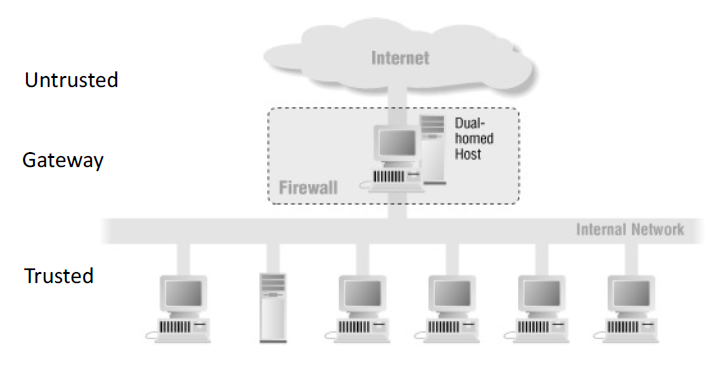 Internet
Untrusted
Dual-
homed
Host
Gateway
Firewall
Internal Network
Trusted